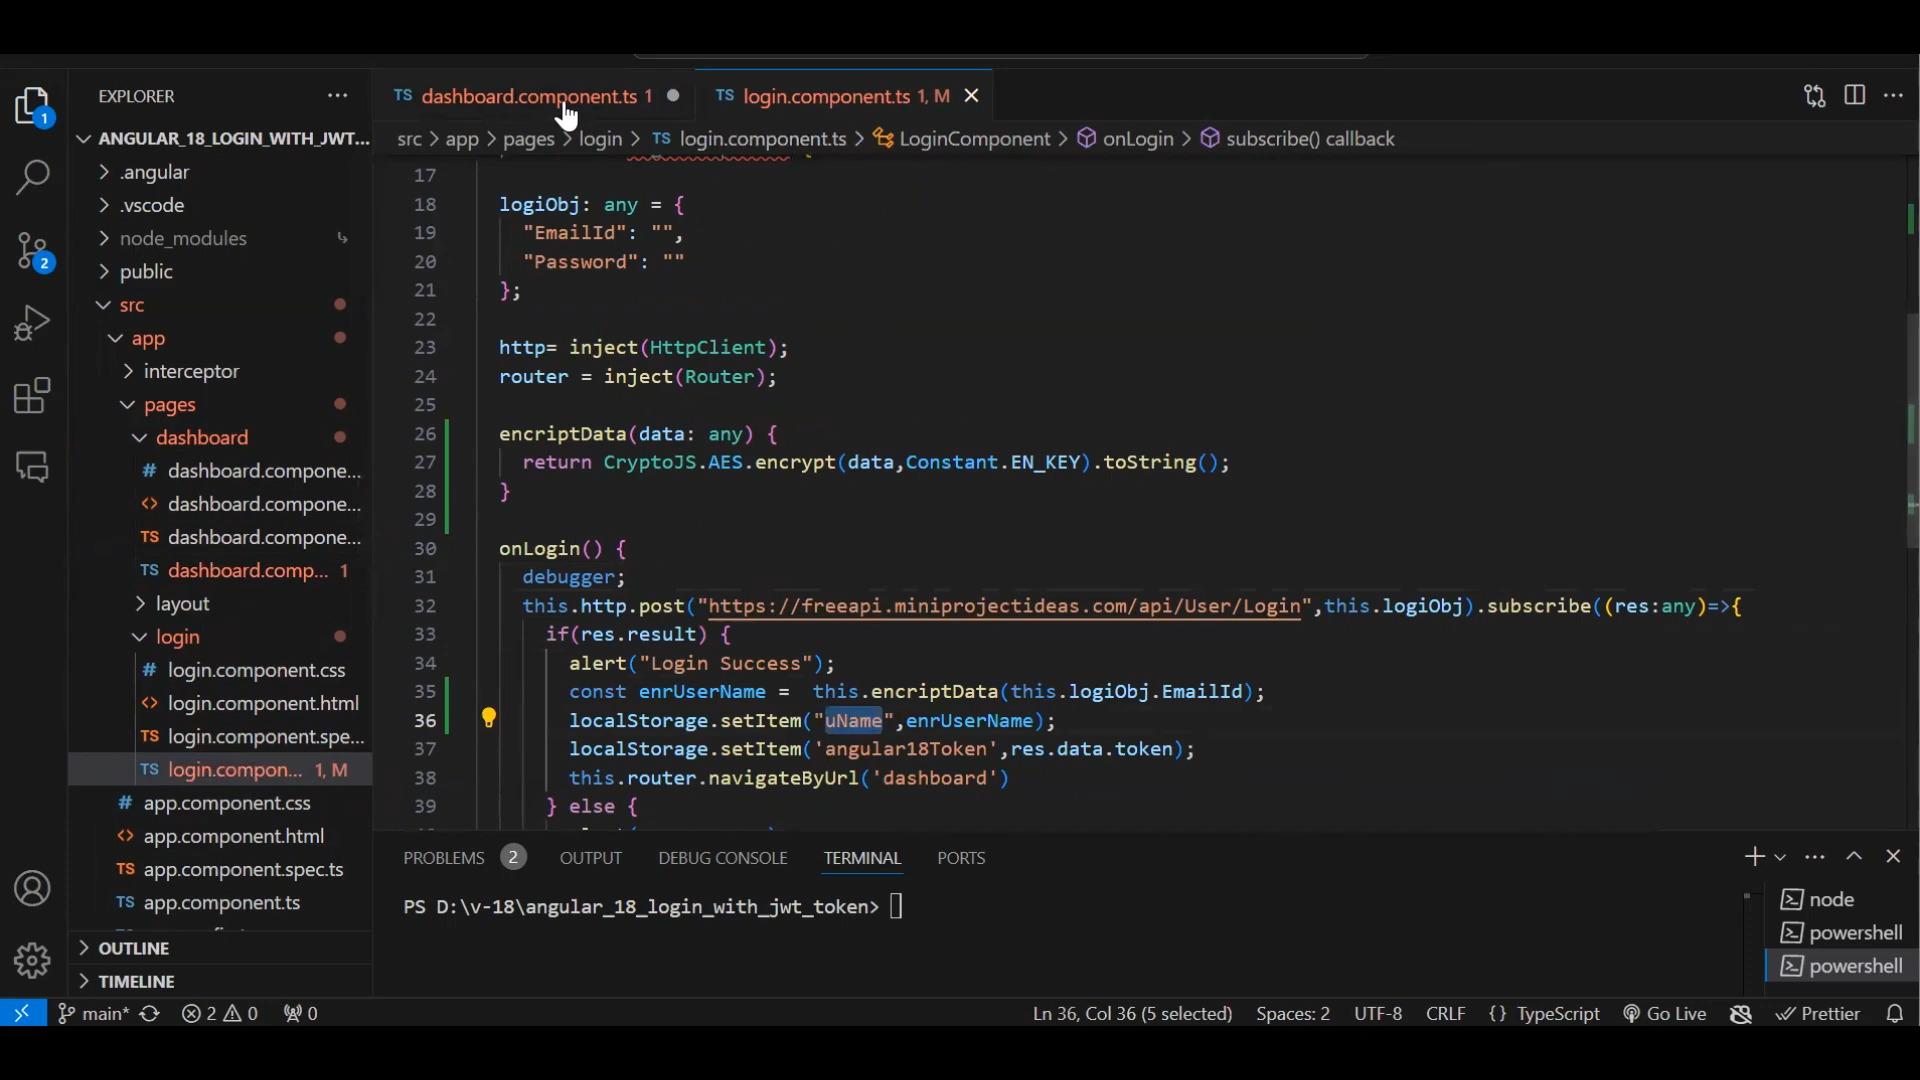 EXPLORER
ANGULAR_18_LOGIN_WITH_JWT...
.angular
.vscode
node_modules
public
src
app
interceptor
pages
dashboard
dashboard.compone...
dashboard.compone...
dashboard.compone...
TS dashboard.comp... 1
layout
login
login.component.css
login.component.html
TS login.component.spe...
TS login.compon... 1, M
app.component.css
app.component.html
TS app.component.spec.ts
TS app.component.ts
OUTLINE
TIMELINE
1
2
TS dashboard.component.ts 1
TS login.component.ts 1, M
src > app > pages > login > TS login.component.ts > LoginComponent > onLogin > subscribe() callback
17
18 logiObj: any = {
19 "EmailId": "",
20 "Password": ""
21 };
22
23 http= inject(HttpClient);
24 router = inject(Router);
25
26 encriptData(data: any) {
27 return CryptoJS.AES.encrypt(data,Constant.EN_KEY).toString();
28 }
29
30 onLogin() {
31 debugger;
32 this.http.post("https://freeapi.miniprojectideas.com/api/User/Login",this.logiObj).subscribe((res:any)=>{
33 if(res.result) {
34 alert("Login Success");
35 const enrUserName =  this.encriptData(this.logiObj.EmailId);
36 localStorage.setItem("uName",enrUserName);
37 localStorage.setItem('angular18Token',res.data.token);
38 this.router.navigateByUrl('dashboard')
39 } else {
PROBLEMS 2 OUTPUT DEBUG CONSOLE TERMINAL PORTS
PS D:\v-18\angular_18_login_with_jwt_token>
node
powershell
powershell
main* 2 0 0 Ln 36, Col 36 (5 selected) Spaces: 2 UTF-8 CRLF {} TypeScript Go Live Prettier